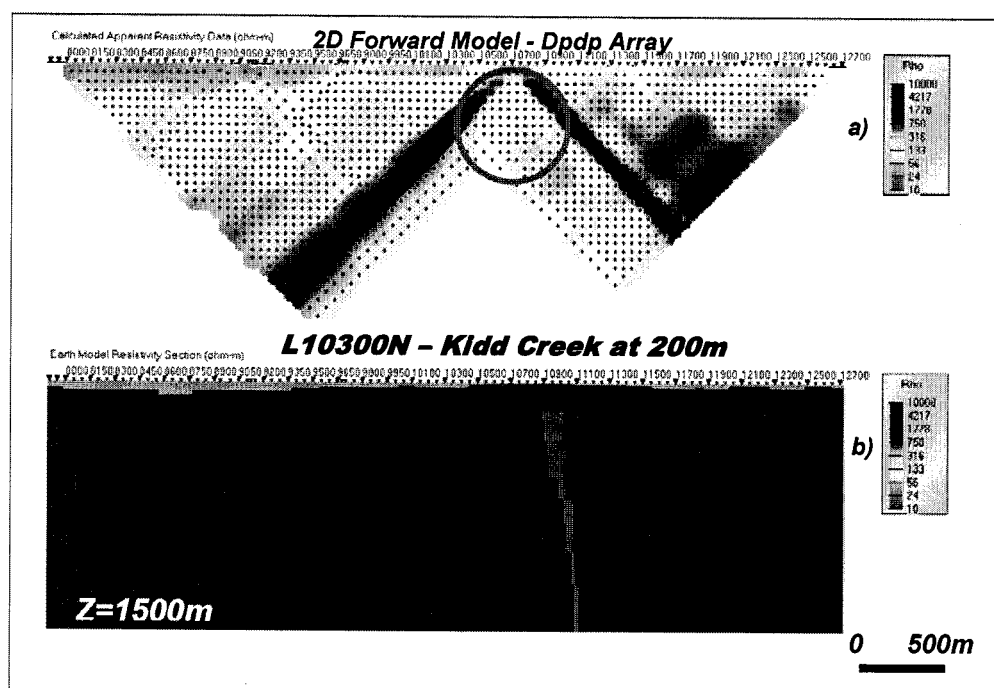 Calculated Apparent Resistivity Data (ohm-m)
2D Forward Model - Dpdp Array
Rho
10000
4217
1778
750
316
133
56
24
10
a)
L10300N – Kidd Creek at 200m
Earth Model Resistivity Section (ohm-m)
Rho
10000
4217
1778
750
316
133
56
24
10
b)
Z=1500m
0 500m